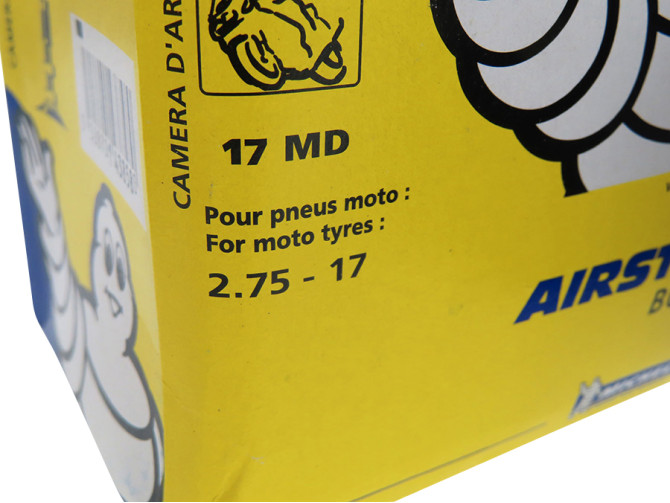 CAMERA D'AR
17 MD
Pour pneus moto :
For moto tyres :
2.75 - 17
AIRST